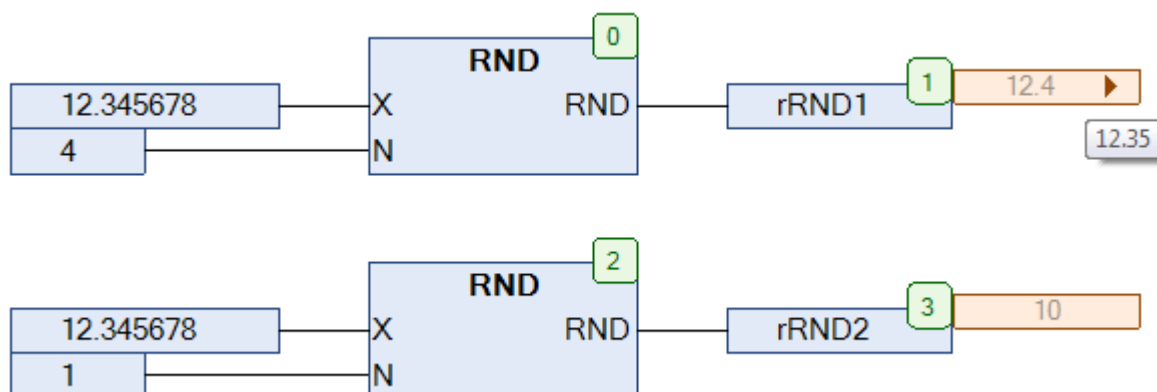 0
RND
12.345678 X RND rRND1 1 12.4
4 N
12.35
2
RND
12.345678 X RND rRND2 3 10
1 N